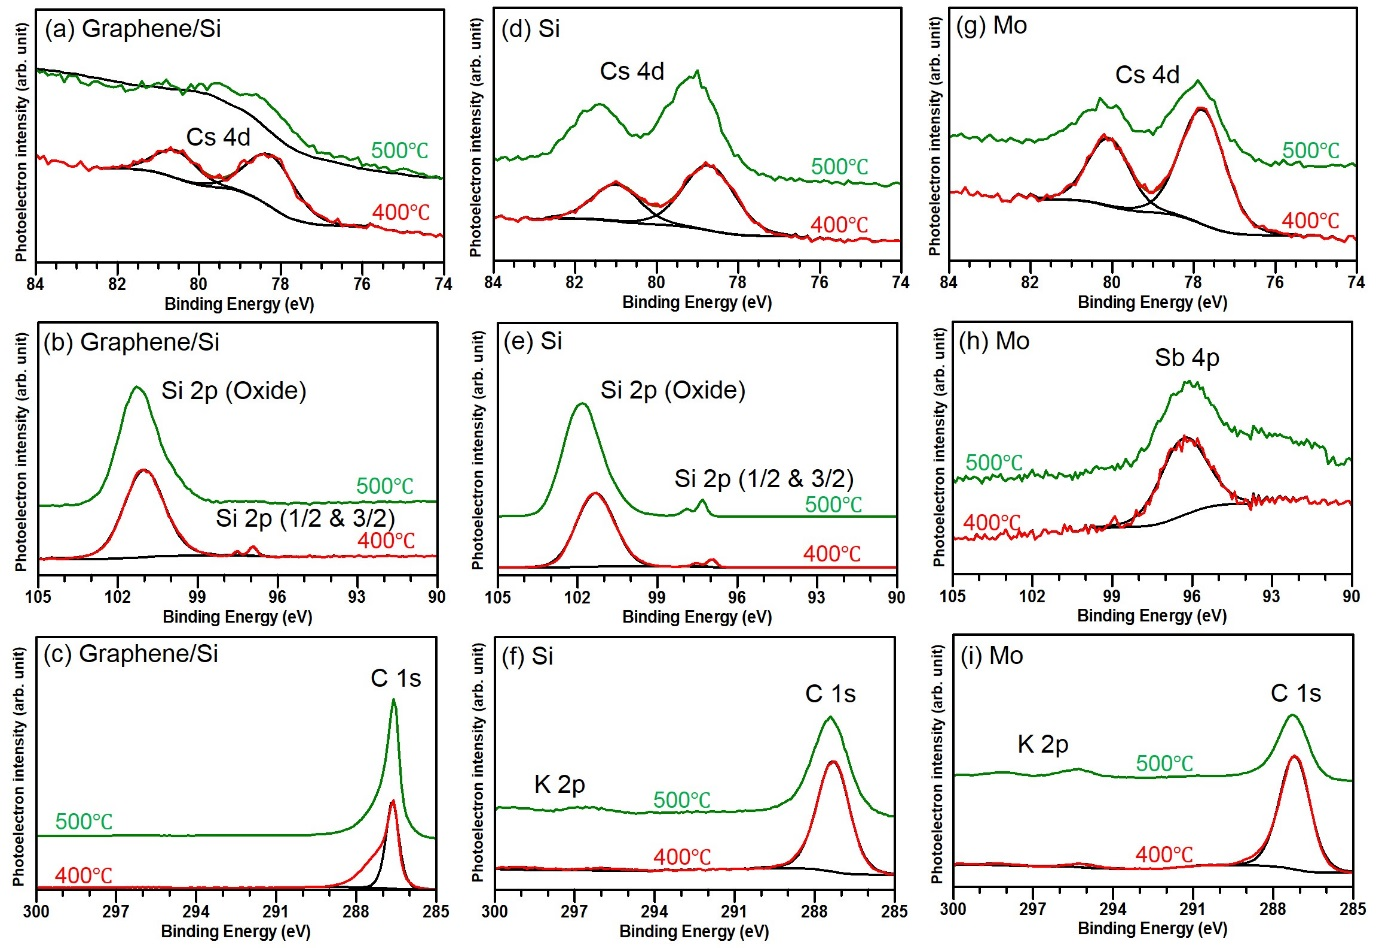 (a) Graphene/Si
Photoelectron intensity (arb. unit)
Cs 4d
500°C
400°C
84 82 80 78 76 74
Binding Energy (eV)
(d) Si
Photoelectron intensity (arb. unit)
Cs 4d
500°C
400°C
84 82 80 78 76 74
Binding Energy (eV)
(g) Mo
Photoelectron intensity (arb. unit)
Cs 4d
500°C
400°C
84 82 80 78 76 74
Binding Energy (eV)
(b) Graphene/Si
Photoelectron intensity (arb. unit)
Si 2p (Oxide)
500°C
Si 2p (1/2 & 3/2)
400°C
105 102 99 96 93 90
Binding Energy (eV)
(e) Si
Photoelectron intensity (arb. unit)
Si 2p (Oxide)
Si 2p (1/2 & 3/2)
500°C
400°C
105 102 99 96 93 90
Binding Energy (eV)
(h) Mo
Photoelectron intensity (arb. unit)
Sb 4p
500°C
400°C
105 102 99 96 93 90
Binding Energy (eV)
(c) Graphene/Si
Photoelectron intensity (arb. unit)
C 1s
500°C
400°C
300 297 294 291 288 285
Binding Energy (eV)
(f) Si
Photoelectron intensity (arb. unit)
C 1s
K 2p
500°C
400°C
300 297 294 291 288 285
Binding Energy (eV)
(i) Mo
Photoelectron intensity (arb. unit)
C 1s
K 2p
500°C
400°C
300 297 294 291 288 285
Binding Energy (eV)